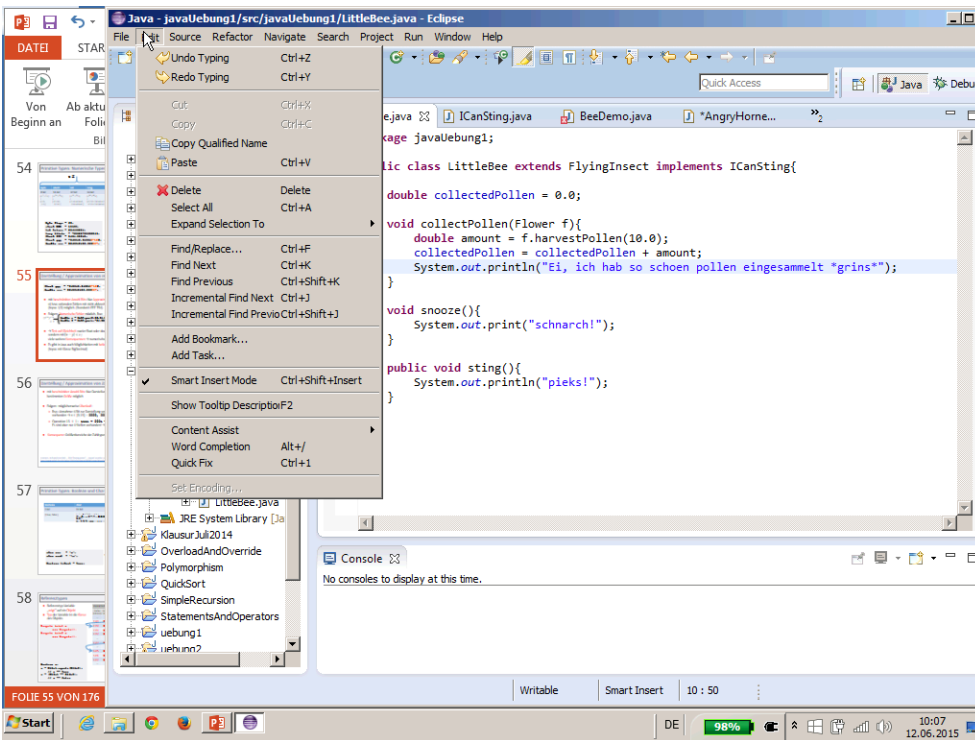 Java - javaUebung1/src/javaUebung1/LittleBee.java - Eclipse
File Edit Source Refactor Navigate Search Project Run Window Help
DATEI STAR
Von Beginn an
Ab aktu
Folie
Bil
Undo Typing Ctrl+Z
Redo Typing Ctrl+Y
Cut Ctrl+X
Copy Ctrl+C
Copy Qualified Name
Paste Ctrl+V
Delete Delete
Select All Ctrl+A
Expand Selection To
Find/Replace... Ctrl+F
Find Next Ctrl+K
Find Previous Ctrl+Shift+K
Incremental Find Next Ctrl+J
Incremental Find Previo Ctrl+Shift+J
Add Bookmark...
Add Task...
Smart Insert Mode Ctrl+Shift+Insert
Show Tooltip Descriptio F2
Content Assist
Word Completion Alt+/
Quick Fix Ctrl+1
Set Encoding...
Quick Access
Java Debu
e.java ICanSting.java BeeDemo.java *AngryHorne... »2
kage javaUebung1;
lic class LittleBee extends FlyingInsect implements ICanSting{
double collectedPollen = 0.0;
void collectPollen(Flower f){
double amount = f.harvestPollen(10.0);
collectedPollen = collectedPollen + amount;
System.out.println("Ei, ich hab so schoen pollen eingesammelt *grins*");
}
void snooze(){
System.out.print("schnarch!");
}
public void sting(){
System.out.println("pieks!");
}
54
55
56
57
58
LittleBee.java
JRE System Library [Ja
KlausurJuli2014
OverloadAndOverride
Polymorphism
QuickSort
SimpleRecursion
StatementsAndOperators
uebung1
uebung2
Console
No consoles to display at this time.
Writable Smart Insert 10 : 50
FOLIE 55 VON 176
Start DE 98% 10:07
12.06.2015